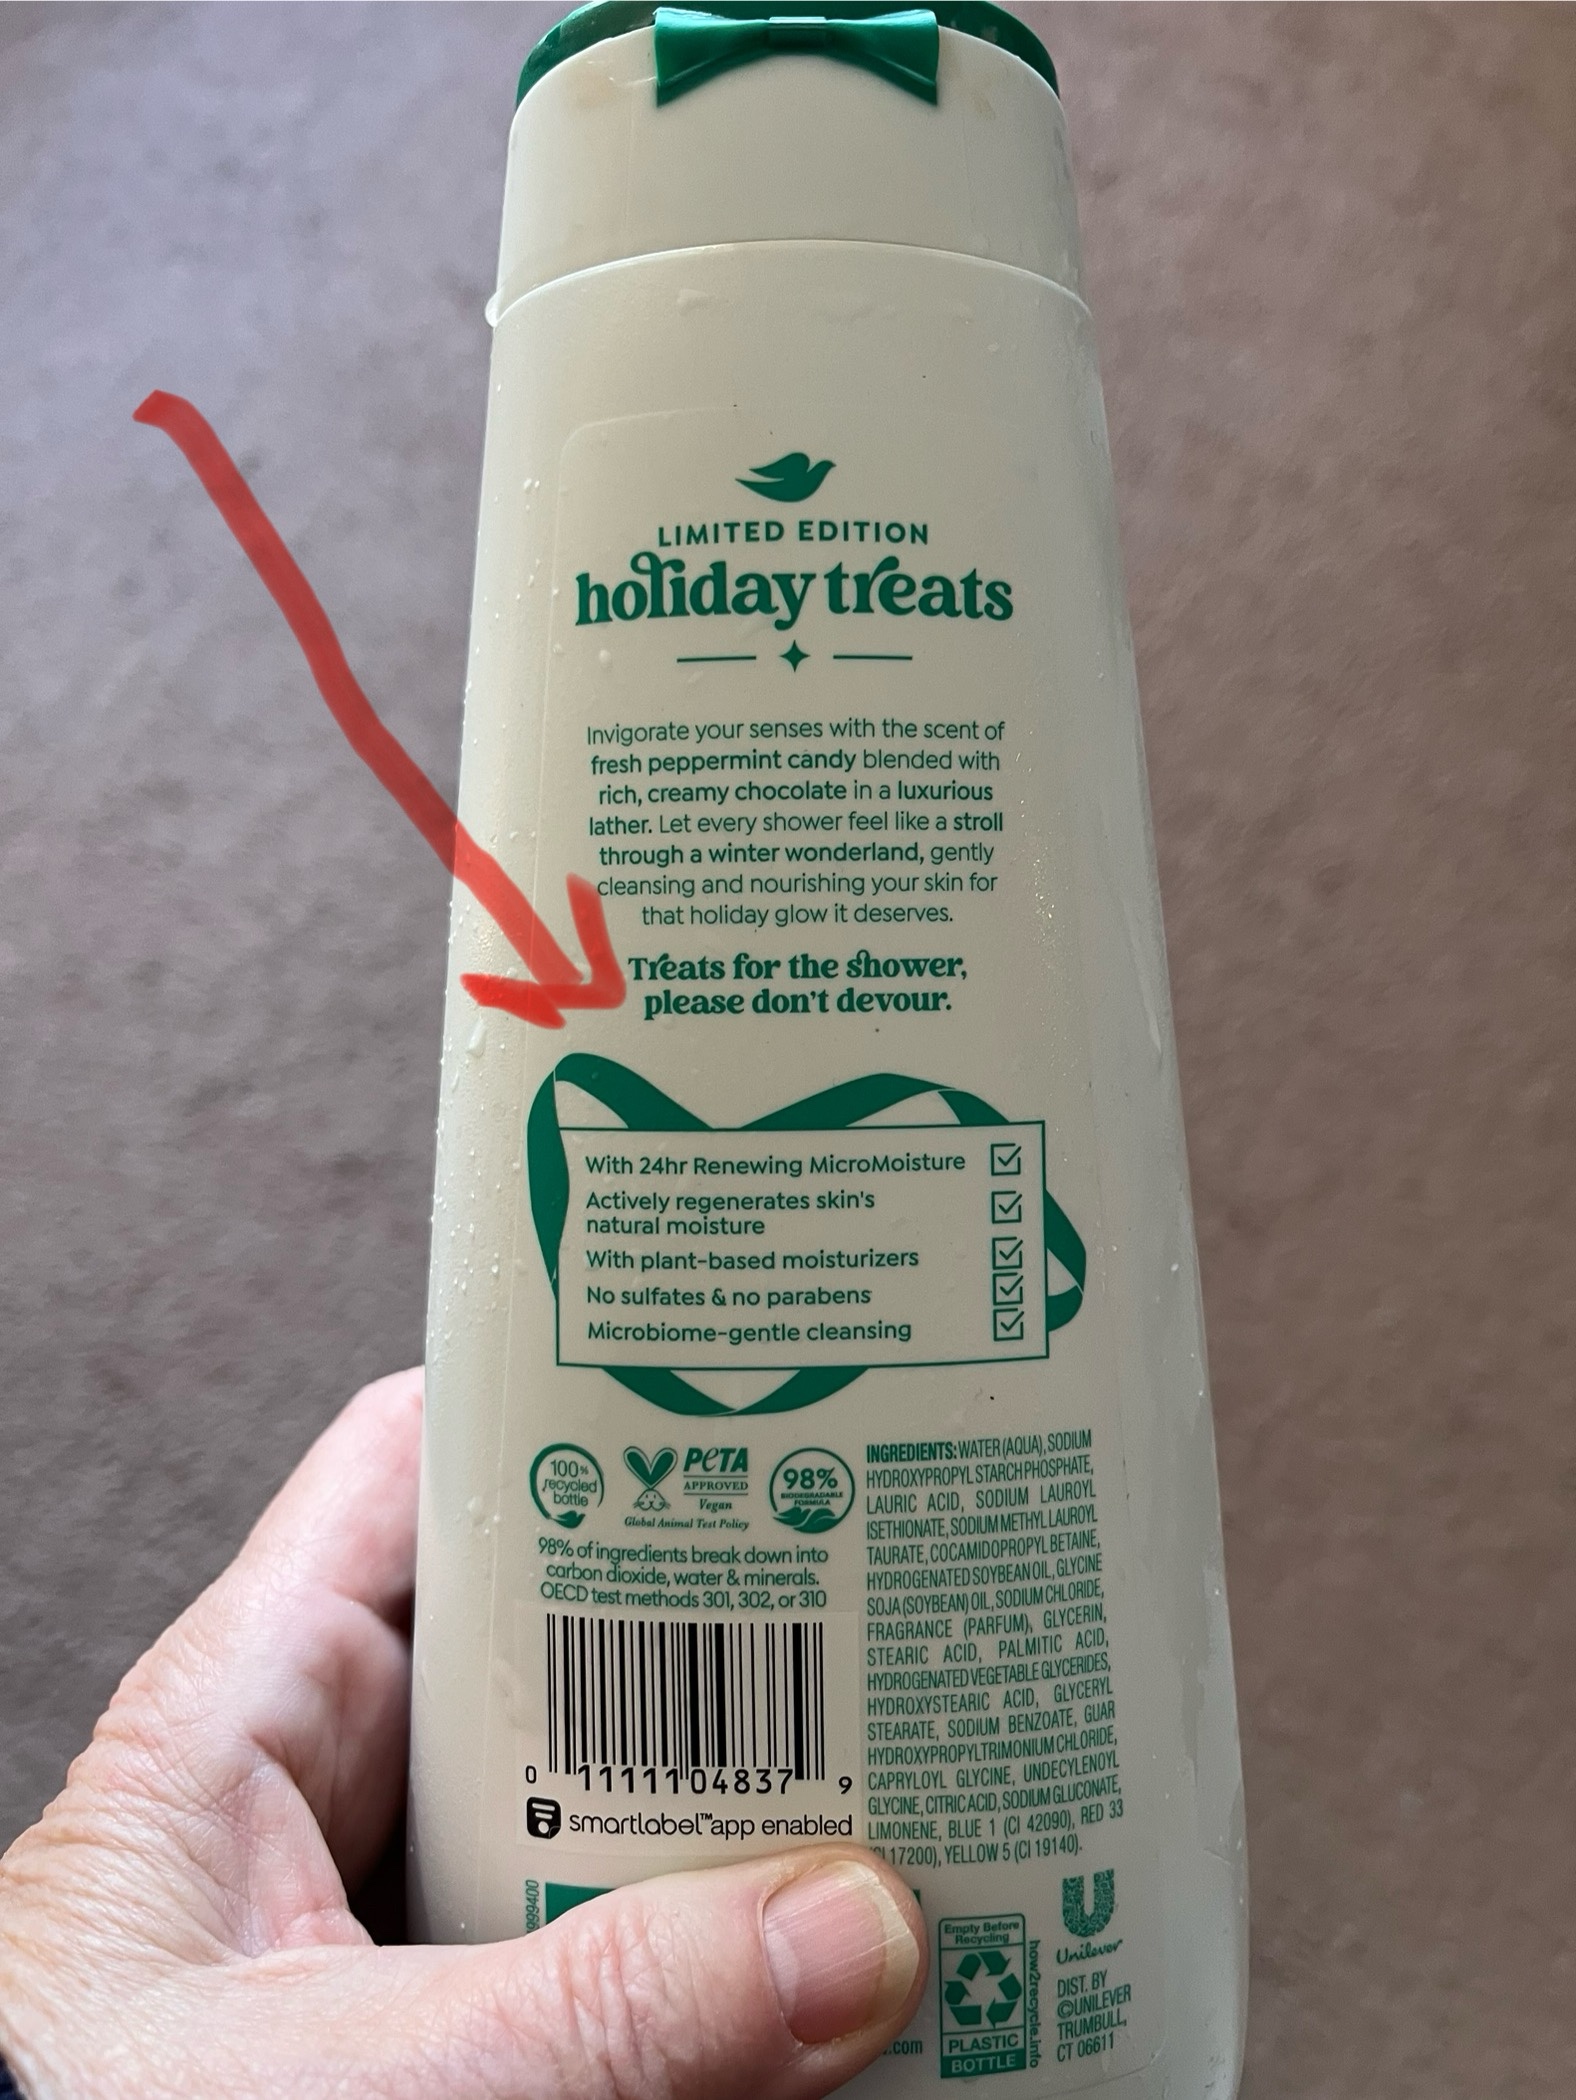 LIMITED EDITION
holiday treats
Invigorate your senses with the scent of
fresh peppermint candy blended with
rich, creamy chocolate in a luxurious
lather. Let every shower feel like a stroll
through a winter wonderland, gently
cleansing and nourishing your skin for
that holiday glow it deserves.
Treats for the shower,
please don't devour.
With 24hr Renewing MicroMoisture
Actively regenerates skin's
natural moisture
With plant-based moisturizers
No sulfates & no parabens
Microbiome-gentle cleansing
100%
recycled
bottle
PETA
APPROVED
Vegan
Global Animal Test Policy
98%
BIODEGRADABLE
FORMULA
98% of ingredients break down into
carbon dioxide, water & minerals.
OECD test methods 301, 302, or 310
0 11111 04837 9
smartlabel™ app enabled
INGREDIENTS: WATER (AQUA), SODIUM
HYDROXYPROPYL STARCH PHOSPHATE,
LAURIC ACID, SODIUM LAUROYL
ISETHIONATE, SODIUM METHYL LAUROYL
TAURATE, COCAMIDOPROPYL BETAINE,
HYDROGENATED SOYBEAN OIL, GLYCINE
SOJA (SOYBEAN) OIL, SODIUM CHLORIDE,
FRAGRANCE (PARFUM), GLYCERIN,
STEARIC ACID, PALMITIC ACID,
HYDROGENATED VEGETABLE GLYCERIDES,
HYDROXYSTEARIC ACID, GLYCERYL
STEARATE, SODIUM BENZOATE, GUAR
HYDROXYPROPYLTRIMONIUM CHLORIDE,
CAPRYLOYL GLYCINE, UNDECYLENOYL
GLYCINE, CITRIC ACID, SODIUM GLUCONATE,
LIMONENE, BLUE 1 (CI 42090), RED 33
CI 17200), YELLOW 5 (CI 19140).
999400
.com
Empty Before
Recycling
PLASTIC
BOTTLE
how2recycle.info
Unilever
DIST. BY
©UNILEVER
TRUMBULL,
CT 06611